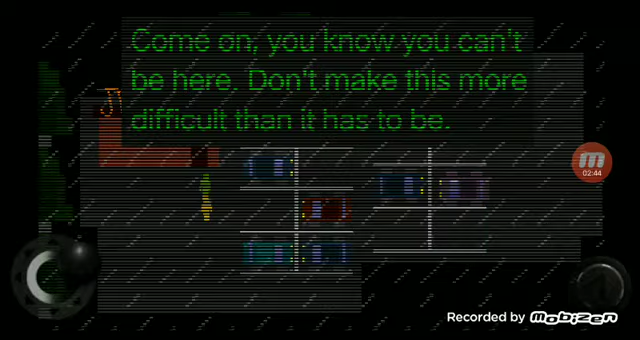 Come on, you know you can't
be here. Don't make this more
difficult than it has to be.
02:44
Recorded by Mobizen